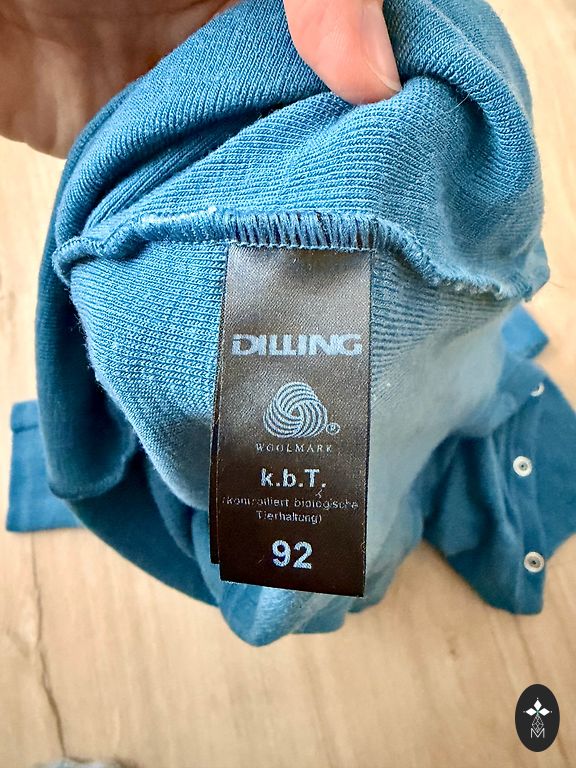 DILLING
®
WOOLMARK
k.b.T.
(kontrolliert biologische
Tierhaltung)
92
M